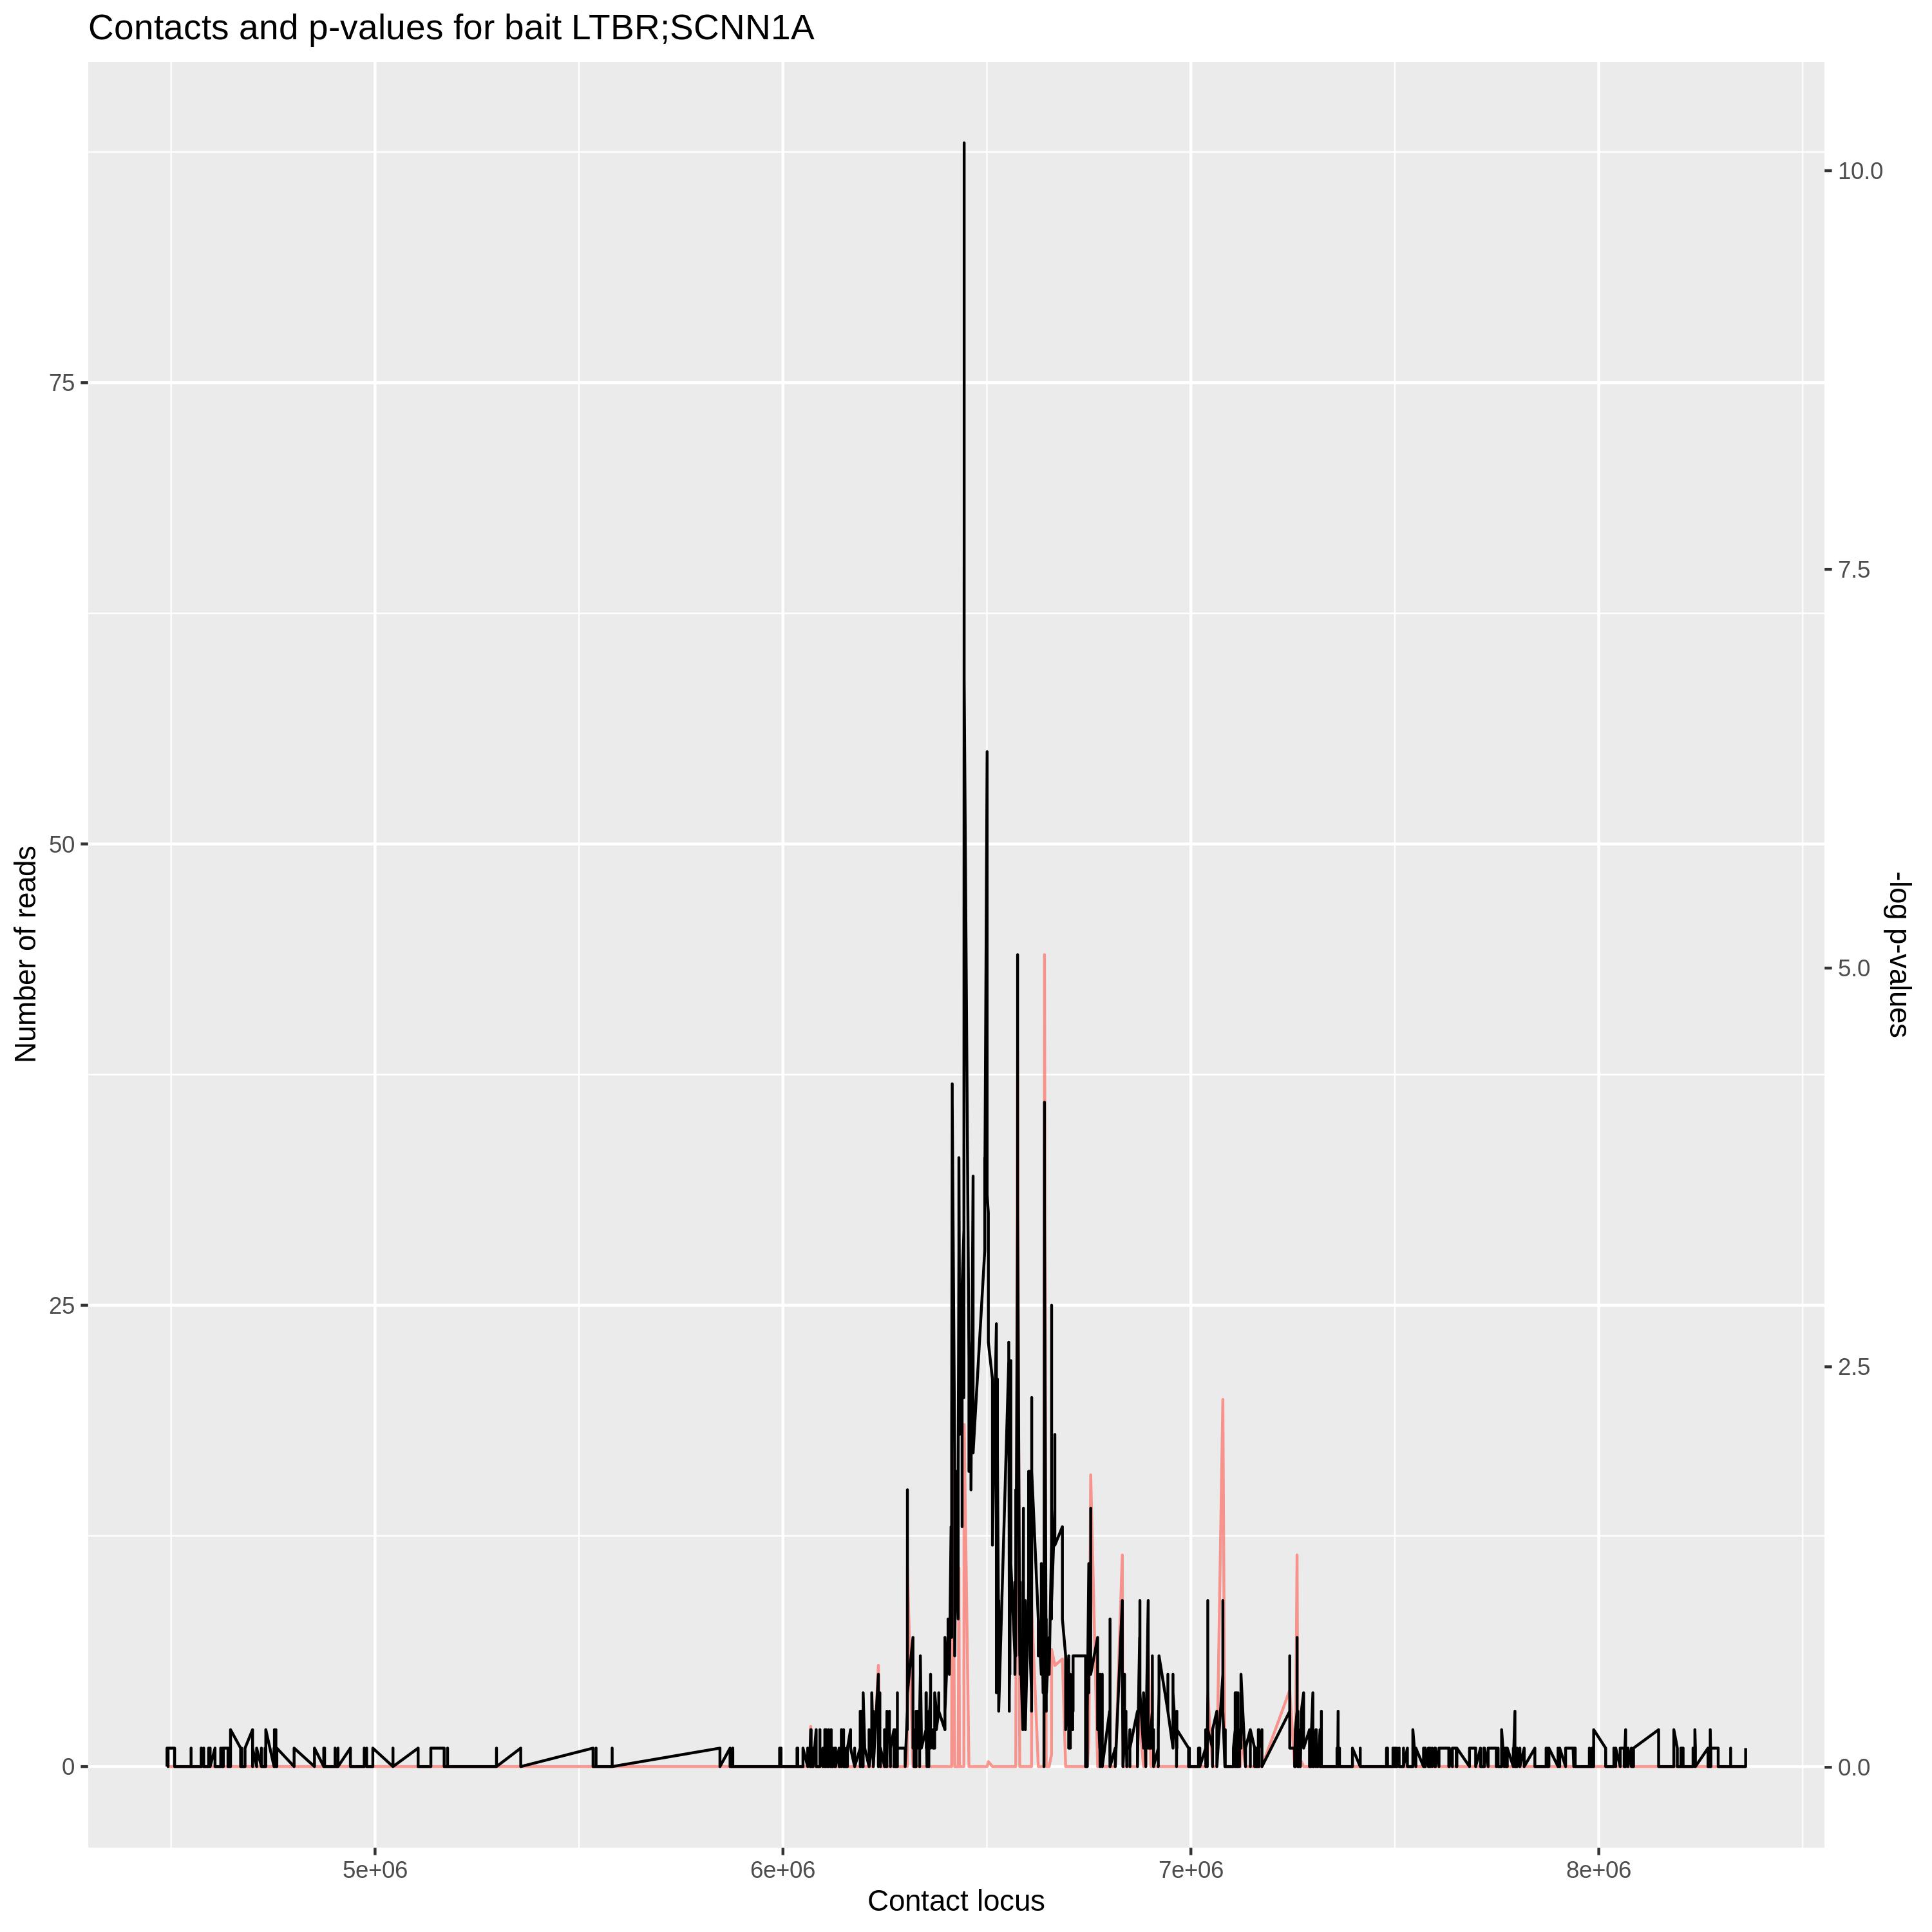 Contacts and p-values for bait LTBR;SCNN1A
Number of reads
75
50
25
0
10.0
7.5
5.0
2.5
0.0
-log p-values
5e+06
6e+06
7e+06
8e+06
Contact locus